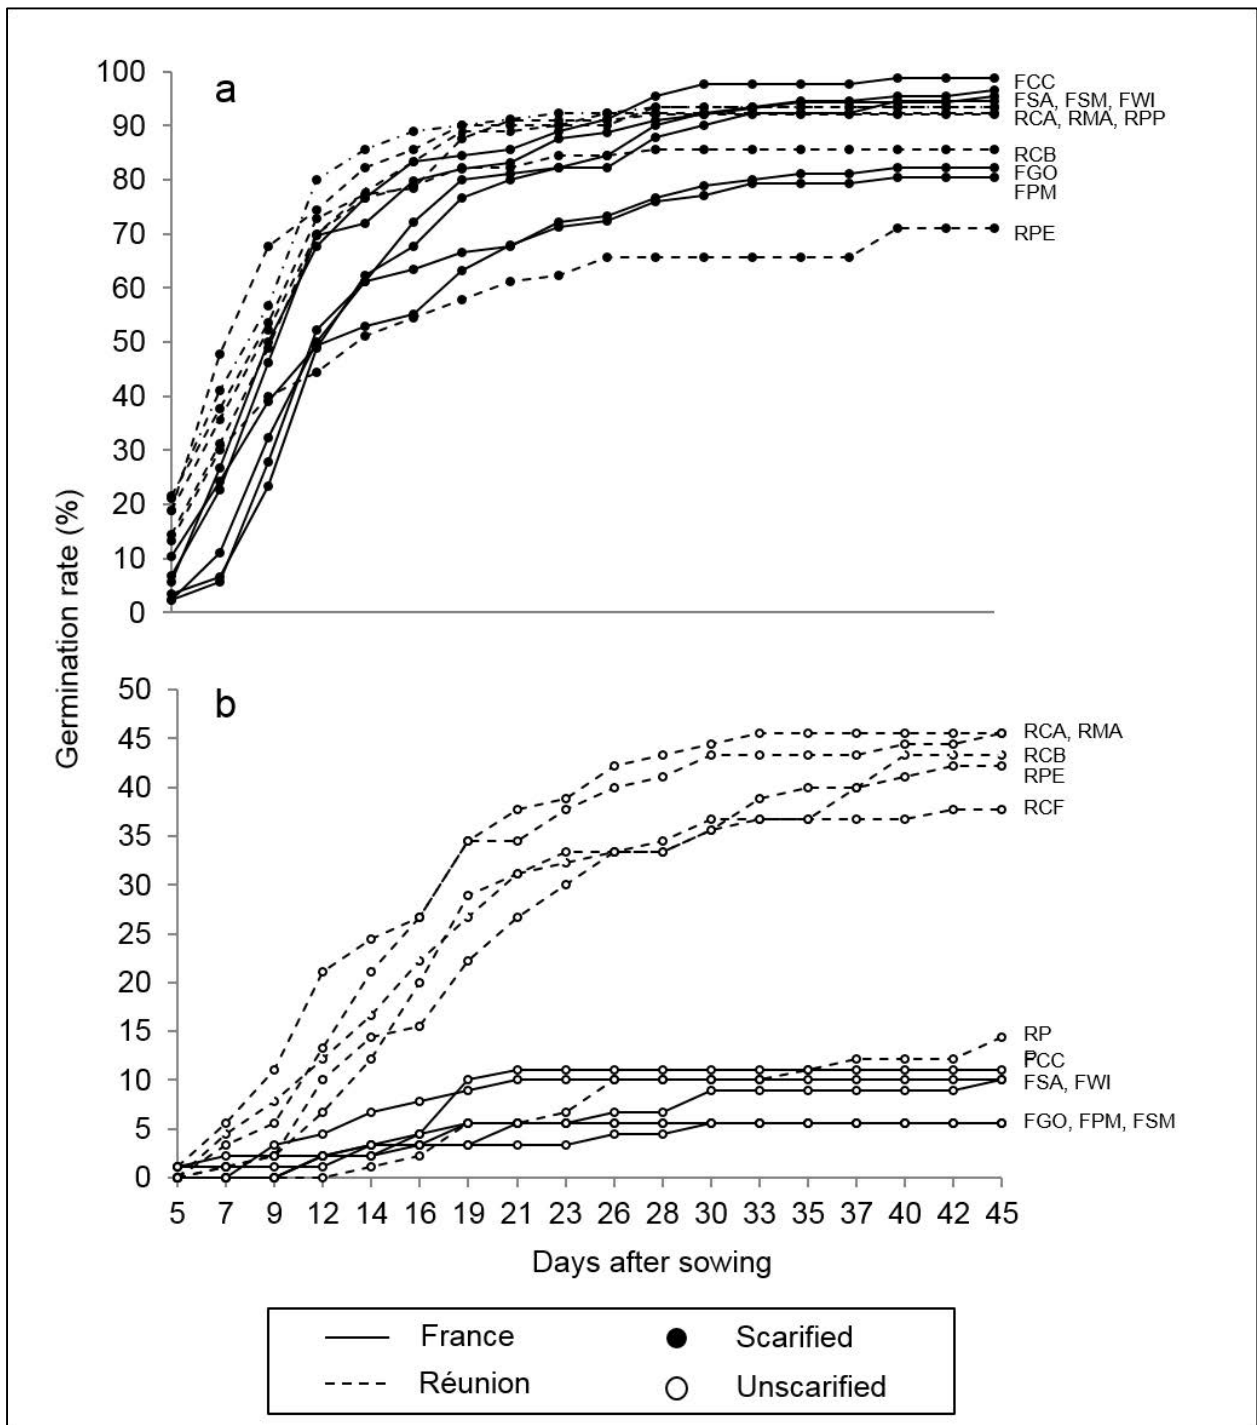 a
100
90
80
70
60
50
40
30
20
10
0
FCC
FSA, FSM, FWI
RCA, RMA, RPP
RCB
FGO
FPM
RPE
Germination rate (%)
b
50
45
40
35
30
25
20
15
10
5
0
RCA, RMA
RCB
RPE
RCF
RP
P
FCC
FSA, FWI
FGO, FPM, FSM
5 7 9 12 14 16 19 21 23 26 28 30 33 35 37 40 42 45
Days after sowing
France Scarified
Réunion Unscarified